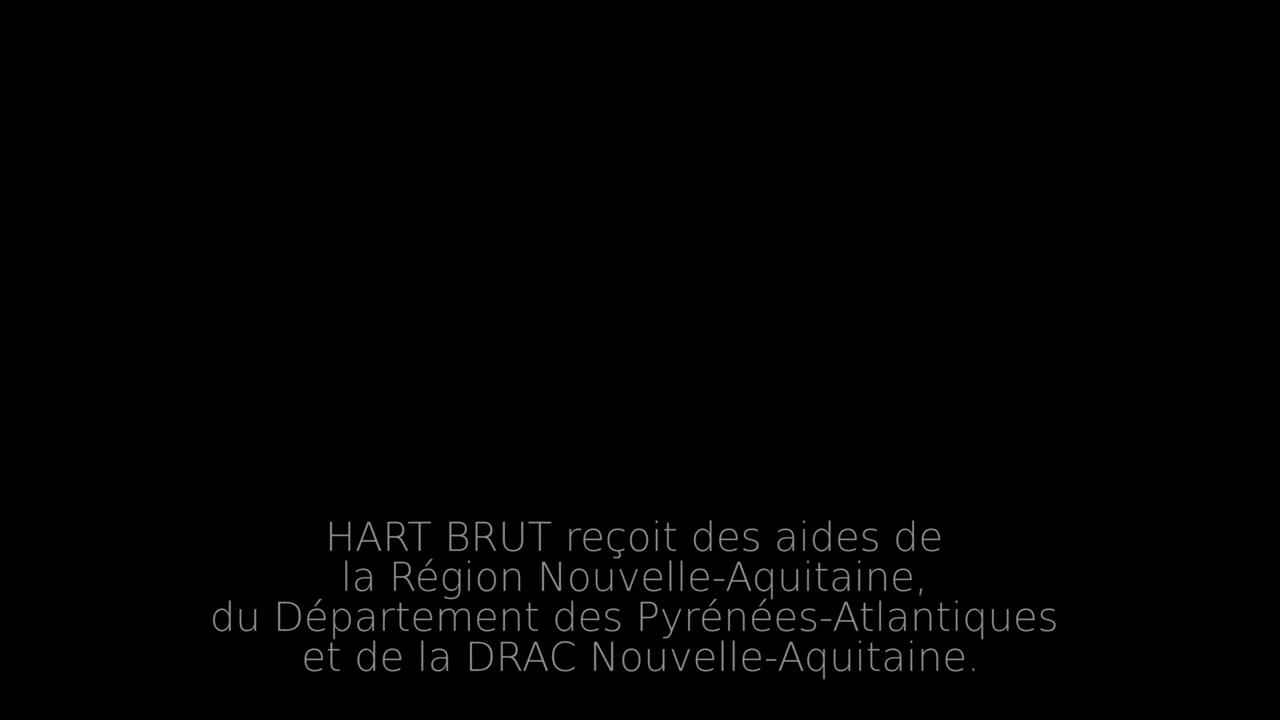 HART BRUT reçoit des aides de
la Région Nouvelle-Aquitaine,
du Département des Pyrénées-Atlantiques
et de la DRAC Nouvelle-Aquitaine.